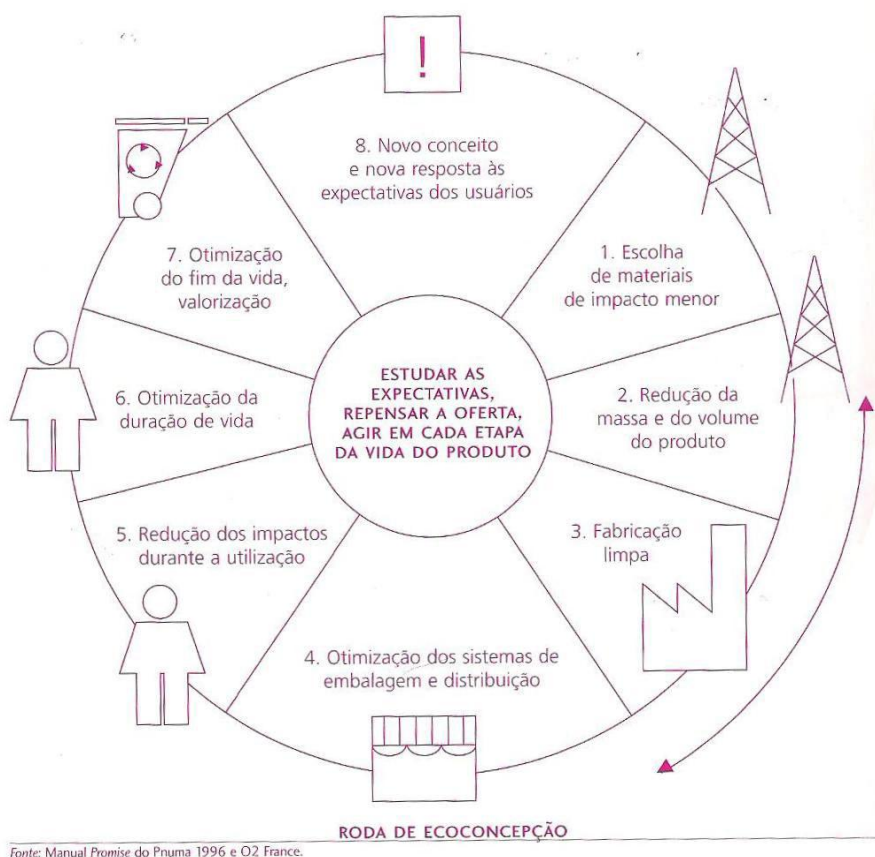 !
8. Novo conceito
e nova resposta às
expectativas dos usuários
1. Escolha
de materiais
de impacto menor
2. Redução da
massa e do volume
do produto
3. Fabricação
limpa
4. Otimização dos sistemas de
embalagem e distribuição
5. Redução dos impactos
durante a utilização
6. Otimização da
duração de vida
7. Otimização
do fim da vida,
valorização
ESTUDAR AS
EXPECTATIVAS,
REPENSAR A OFERTA,
AGIR EM CADA ETAPA
DA VIDA DO PRODUTO
RODA DE ECOCONCEPÇÃO
Fonte: Manual Promise do Pnuma 1996 e O2 France.